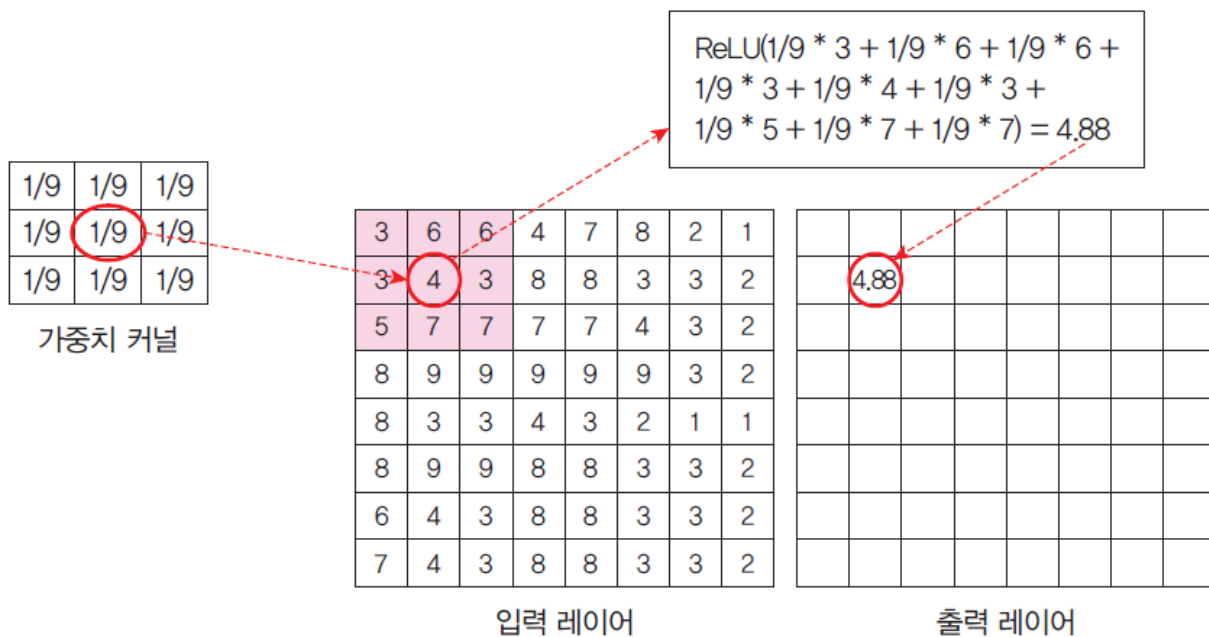 ReLU(1/9 * 3 + 1/9 * 6 + 1/9 * 6 +
1/9 * 3 + 1/9 * 4 + 1/9 * 3 +
1/9 * 5 + 1/9 * 7 + 1/9 * 7) = 4.88
1/9 1/9 1/9
1/9 1/9 1/9
1/9 1/9 1/9
가중치 커널
3 6 6 4 7 8 2 1
3 4 3 8 8 3 3 2
5 7 7 7 7 4 3 2
8 9 9 9 9 9 3 2
8 3 3 4 3 2 1 1
8 9 9 8 8 3 3 2
6 4 3 8 8 3 3 2
7 4 3 8 8 3 3 2
입력 레이어
4.88
출력 레이어